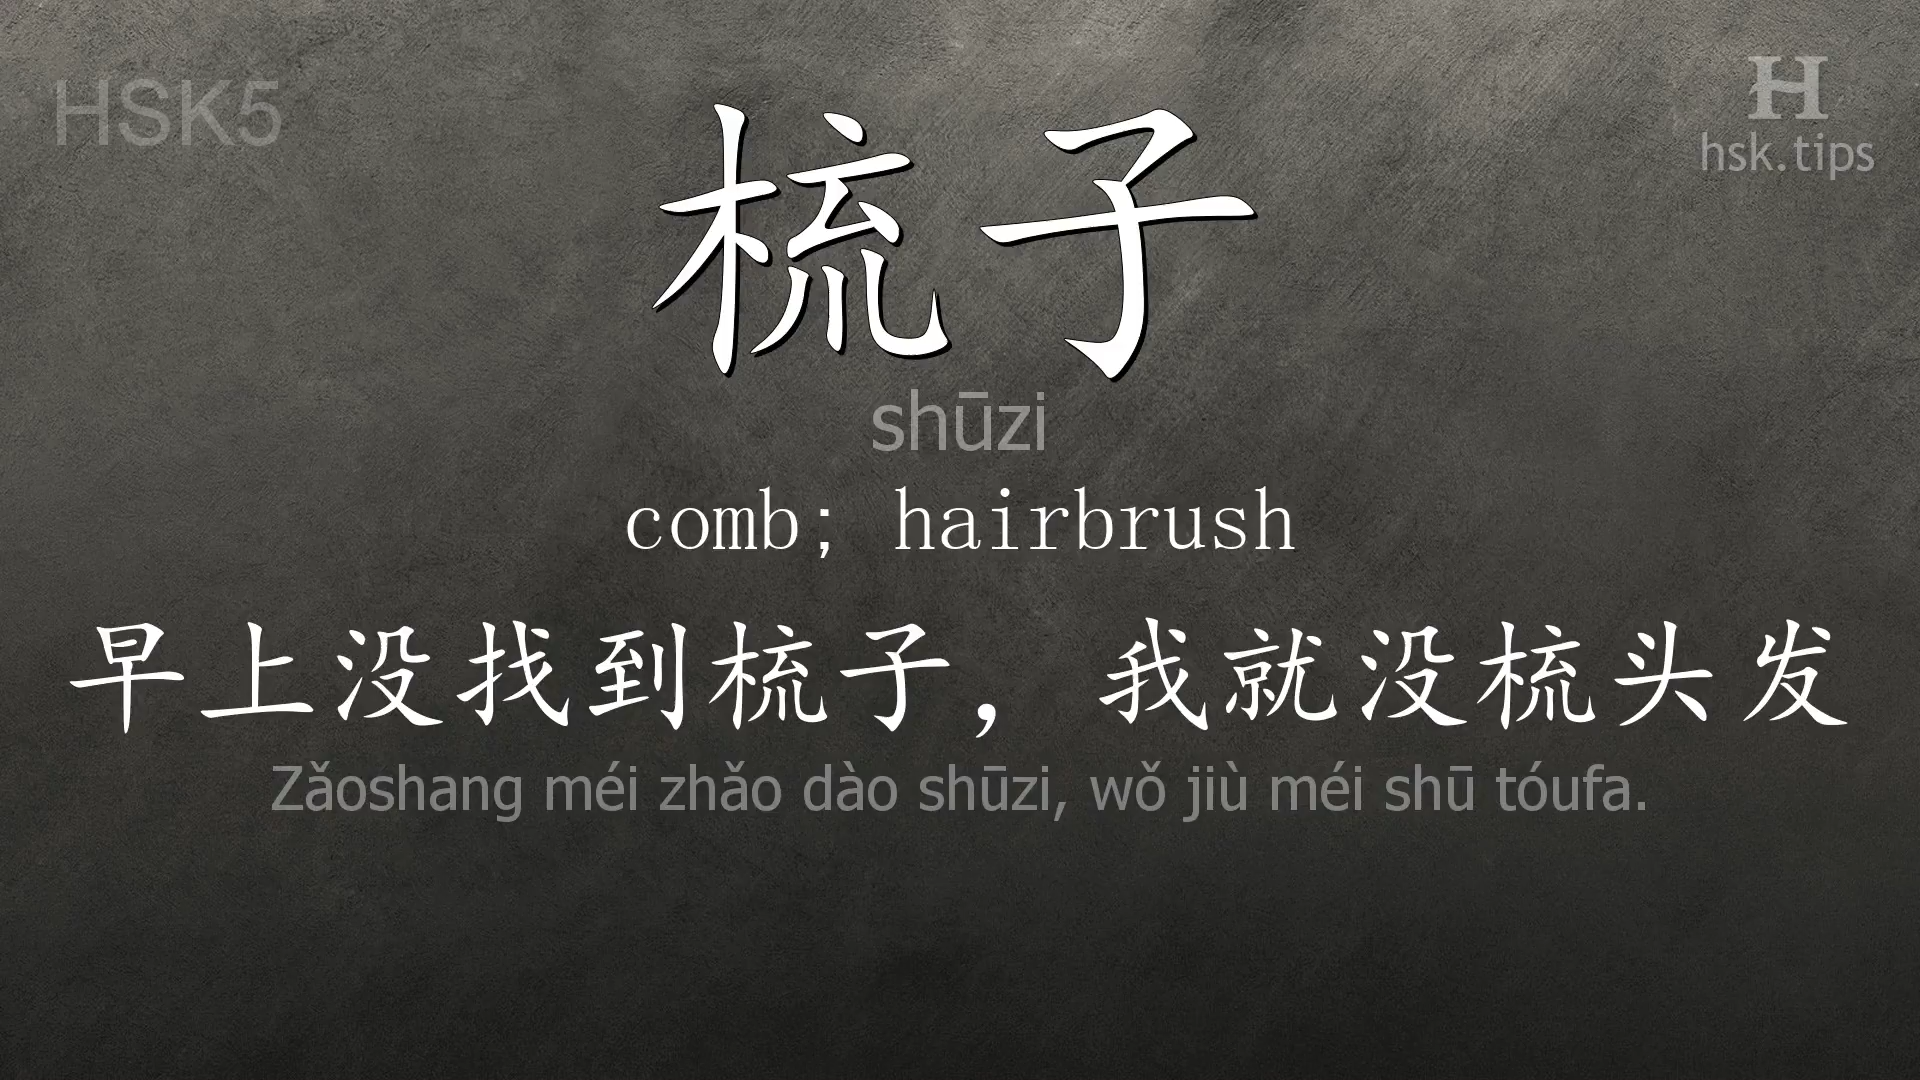 HSK5
H
hsk.tips
梳子
shūzi
comb; hairbrush
早上没找到梳子，我就没梳头发
Zǎoshang méi zhǎo dào shūzi, wǒ jiù méi shū tóufa.